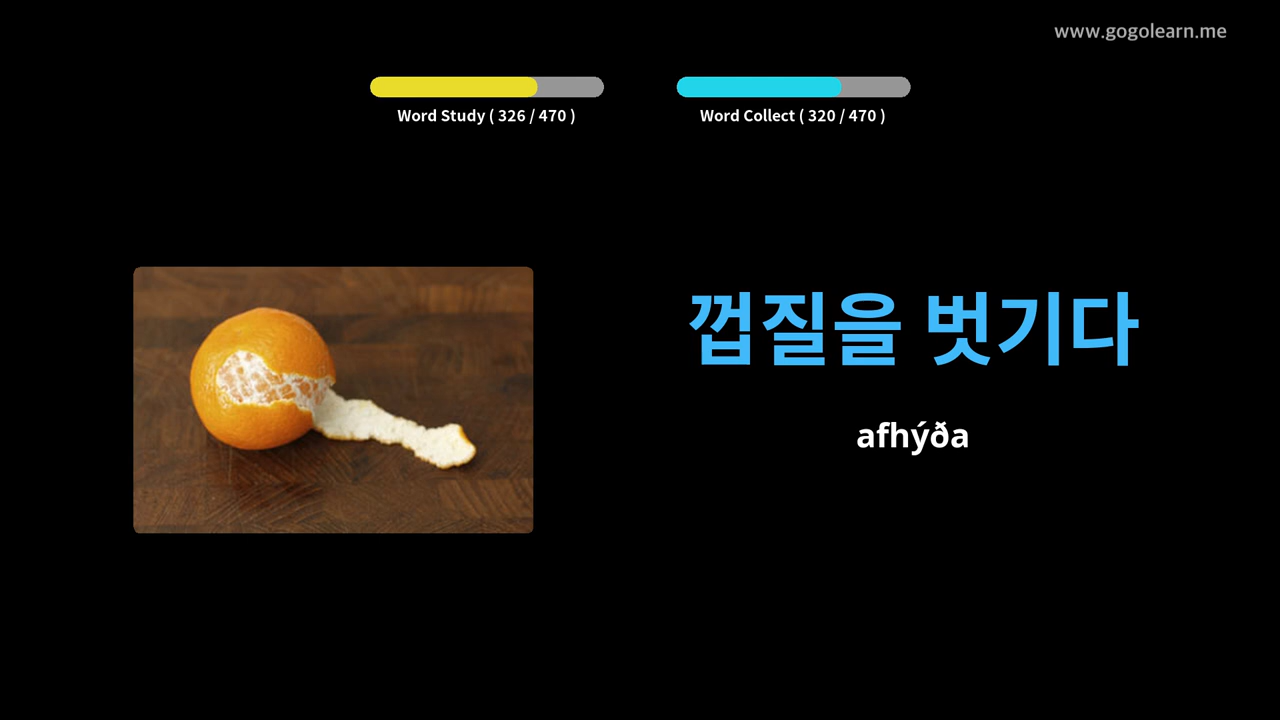 www.gogolearn.me
Word Study ( 326 / 470 )
Word Collect ( 320 / 470 )
껍질을 벗기다
afhýða